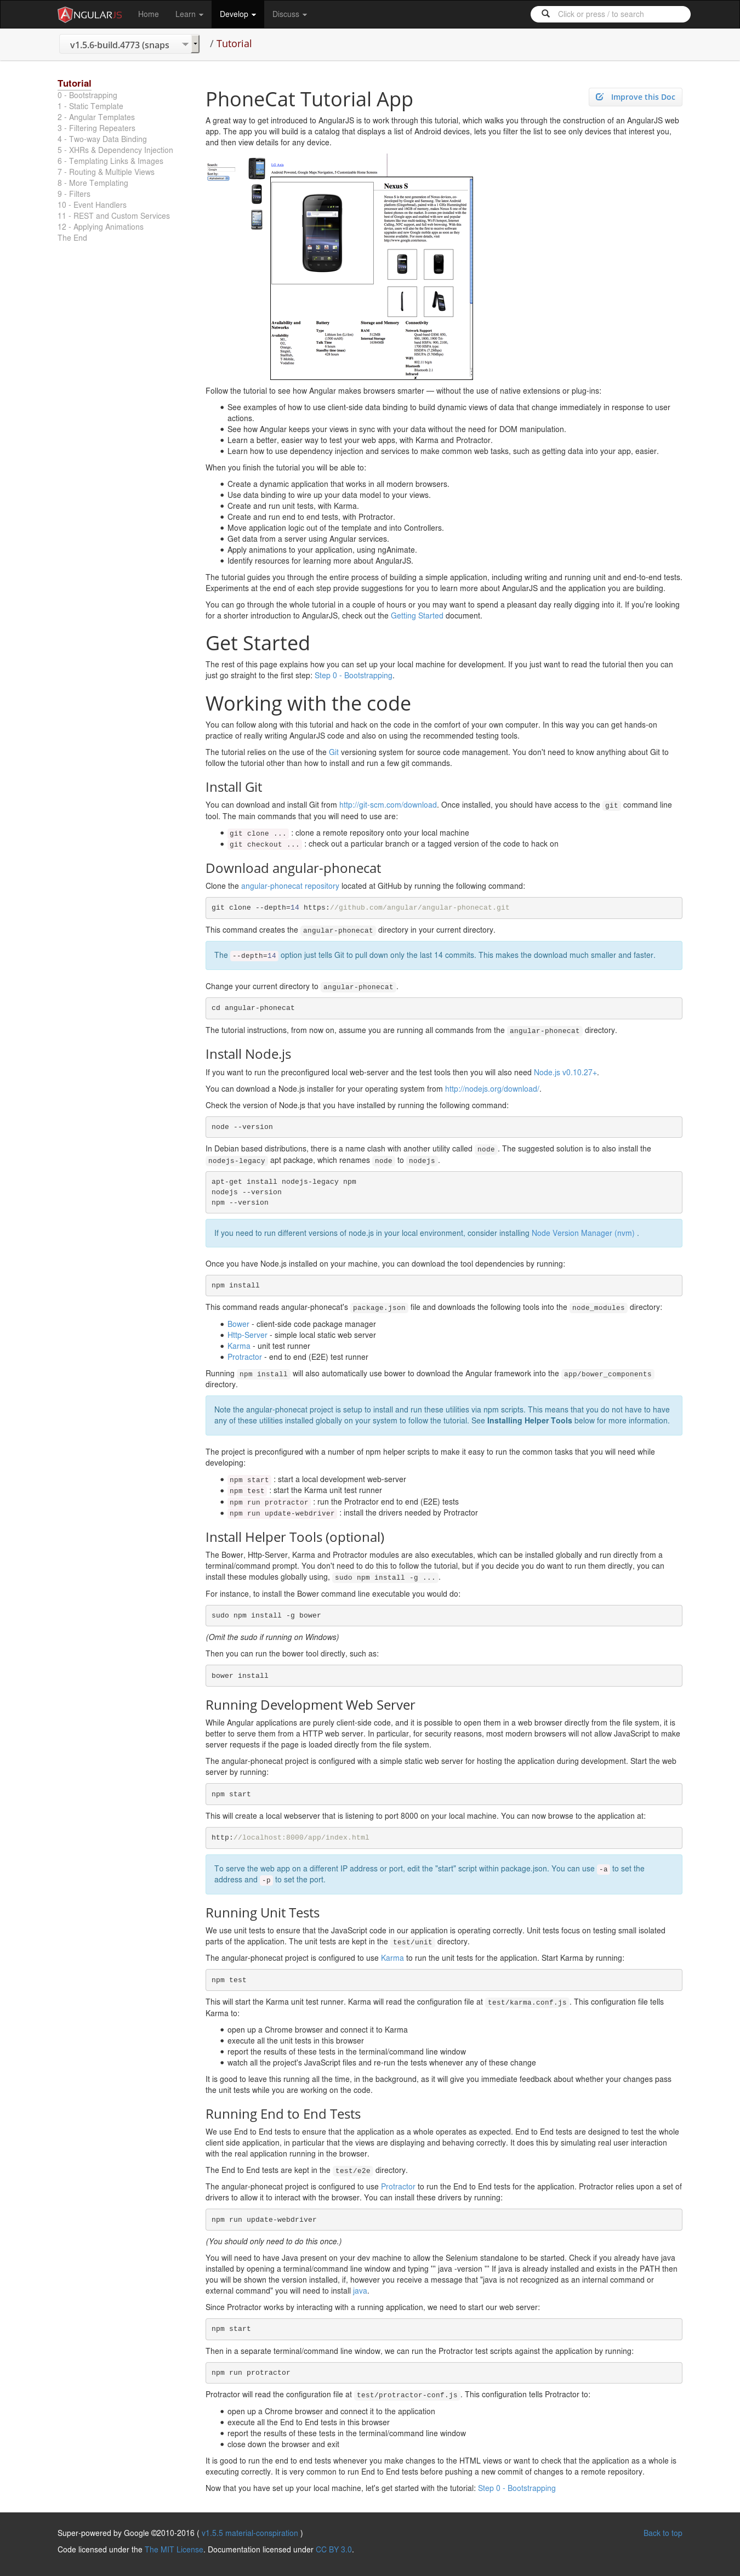 ANGULARJS Home Learn Develop Discuss Click or press / to search
v1.5.6-build.4773 (snaps / Tutorial
Tutorial
0 - Bootstrapping
1 - Static Template
2 - Angular Templates
3 - Filtering Repeaters
4 - Two-way Data Binding
5 - XHRs & Dependency Injection
6 - Templating Links & Images
7 - Routing & Multiple Views
8 - More Templating
9 - Filters
10 - Event Handlers
11 - REST and Custom Services
12 - Applying Animations
The End
Improve this Doc
PhoneCat Tutorial App
A great way to get introduced to AngularJS is to work through this tutorial, which walks you through the construction of an AngularJS web
app. The app you will build is a catalog that displays a list of Android devices, lets you filter the list to see only devices that interest you,
and then view details for any device.
Nexus S
Availability and
Networks
Battery
Storage and Memory
Connectivity
Follow the tutorial to see how Angular makes browsers smarter — without the use of native extensions or plug-ins:
See examples of how to use client-side data binding to build dynamic views of data that change immediately in response to user
actions.
See how Angular keeps your views in sync with your data without the need for DOM manipulation.
Learn a better, easier way to test your web apps, with Karma and Protractor.
Learn how to use dependency injection and services to make common web tasks, such as getting data into your app, easier.
When you finish the tutorial you will be able to:
Create a dynamic application that works in all modern browsers.
Use data binding to wire up your data model to your views.
Create and run unit tests, with Karma.
Create and run end to end tests, with Protractor.
Move application logic out of the template and into Controllers.
Get data from a server using Angular services.
Apply animations to your application, using ngAnimate.
Identify resources for learning more about AngularJS.
The tutorial guides you through the entire process of building a simple application, including writing and running unit and end-to-end tests.
Experiments at the end of each step provide suggestions for you to learn more about AngularJS and the application you are building.
You can go through the whole tutorial in a couple of hours or you may want to spend a pleasant day really digging into it. If you're looking
for a shorter introduction to AngularJS, check out the Getting Started document.
Get Started
The rest of this page explains how you can set up your local machine for development. If you just want to read the tutorial then you can
just go straight to the first step: Step 0 - Bootstrapping.
Working with the code
You can follow along with this tutorial and hack on the code in the comfort of your own computer. In this way you can get hands-on
practice of really writing AngularJS code and also on using the recommended testing tools.
The tutorial relies on the use of the Git versioning system for source code management. You don't need to know anything about Git to
follow the tutorial other than how to install and run a few git commands.
Install Git
You can download and install Git from http://git-scm.com/download. Once installed, you should have access to the git command line
tool. The main commands that you will need to use are:
git clone ... : clone a remote repository onto your local machine
git checkout ... : check out a particular branch or a tagged version of the code to hack on
Download angular-phonecat
Clone the angular-phonecat repository located at GitHub by running the following command:
git clone --depth=14 https://github.com/angular/angular-phonecat.git
This command creates the angular-phonecat directory in your current directory.
The --depth=14 option just tells Git to pull down only the last 14 commits. This makes the download much smaller and faster.
Change your current directory to angular-phonecat.
cd angular-phonecat
The tutorial instructions, from now on, assume you are running all commands from the angular-phonecat directory.
Install Node.js
If you want to run the preconfigured local web-server and the test tools then you will also need Node.js v0.10.27+.
You can download a Node.js installer for your operating system from http://nodejs.org/download/.
Check the version of Node.js that you have installed by running the following command:
node --version
In Debian based distributions, there is a name clash with another utility called node. The suggested solution is to also install the
nodejs-legacy apt package, which renames node to nodejs.
apt-get install nodejs-legacy npm
nodejs --version
npm --version
If you need to run different versions of node.js in your local environment, consider installing Node Version Manager (nvm) .
Once you have Node.js installed on your machine, you can download the tool dependencies by running:
npm install
This command reads angular-phonecat's package.json file and downloads the following tools into the node_modules directory:
Bower - client-side code package manager
Http-Server - simple local static web server
Karma - unit test runner
Protractor - end to end (E2E) test runner
Running npm install will also automatically use bower to download the Angular framework into the app/bower_components
directory.
Note the angular-phonecat project is setup to install and run these utilities via npm scripts. This means that you do not have to have
any of these utilities installed globally on your system to follow the tutorial. See Installing Helper Tools below for more information.
The project is preconfigured with a number of npm helper scripts to make it easy to run the common tasks that you will need while
developing:
npm start : start a local development web-server
npm test : start the Karma unit test runner
npm run protractor : run the Protractor end to end (E2E) tests
npm run update-webdriver : install the drivers needed by Protractor
Install Helper Tools (optional)
The Bower, Http-Server, Karma and Protractor modules are also executables, which can be installed globally and run directly from a
terminal/command prompt. You don't need to do this to follow the tutorial, but if you decide you do want to run them directly, you can
install these modules globally using, sudo npm install -g ... .
For instance, to install the Bower command line executable you would do:
sudo npm install -g bower
(Omit the sudo if running on Windows)
Then you can run the bower tool directly, such as:
bower install
Running Development Web Server
While Angular applications are purely client-side code, and it is possible to open them in a web browser directly from the file system, it is
better to serve them from a HTTP web server. In particular, for security reasons, most modern browsers will not allow JavaScript to make
server requests if the page is loaded directly from the file system.
The angular-phonecat project is configured with a simple static web server for hosting the application during development. Start the web
server by running:
npm start
This will create a local webserver that is listening to port 8000 on your local machine. You can now browse to the application at:
http://localhost:8000/app/index.html
To serve the web app on a different IP address or port, edit the "start" script within package.json. You can use -a to set the
address and -p to set the port.
Running Unit Tests
We use unit tests to ensure that the JavaScript code in our application is operating correctly. Unit tests focus on testing small isolated
parts of the application. The unit tests are kept in the test/unit directory.
The angular-phonecat project is configured to use Karma to run the unit tests for the application. Start Karma by running:
npm test
This will start the Karma unit test runner. Karma will read the configuration file at test/karma.conf.js. This configuration file tells
Karma to:
open up a Chrome browser and connect it to Karma
execute all the unit tests in this browser
report the results of these tests in the terminal/command line window
watch all the project's JavaScript files and re-run the tests whenever any of these change
It is good to leave this running all the time, in the background, as it will give you immediate feedback about whether your changes pass
the unit tests while you are working on the code.
Running End to End Tests
We use End to End tests to ensure that the application as a whole operates as expected. End to End tests are designed to test the whole
client side application, in particular that the views are displaying and behaving correctly. It does this by simulating real user interaction
with the real application running in the browser.
The End to End tests are kept in the test/e2e directory.
The angular-phonecat project is configured to use Protractor to run the End to End tests for the application. Protractor relies upon a set of
drivers to allow it to interact with the browser. You can install these drivers by running:
npm run update-webdriver
(You should only need to do this once.)
You will need to have Java present on your dev machine to allow the Selenium standalone to be started. Check if you already have java
installed by opening a terminal/command line window and typing '" java -version "' If java is already installed and exists in the PATH then
you will be shown the version installed, if, however you receive a message that "java is not recognized as an internal command or
external command" you will need to install java.
Since Protractor works by interacting with a running application, we need to start our web server:
npm start
Then in a separate terminal/command line window, we can run the Protractor test scripts against the application by running:
npm run protractor
Protractor will read the configuration file at test/protractor-conf.js. This configuration tells Protractor to:
open up a Chrome browser and connect it to the application
execute all the End to End tests in this browser
report the results of these tests in the terminal/command line window
close down the browser and exit
It is good to run the end to end tests whenever you make changes to the HTML views or want to check that the application as a whole is
executing correctly. It is very common to run End to End tests before pushing a new commit of changes to a remote repository.
Now that you have set up your local machine, let's get started with the tutorial: Step 0 - Bootstrapping
Super-powered by Google ©2010-2016 ( v1.5.5 material-conspiration ) Back to top
Code licensed under the The MIT License. Documentation licensed under CC BY 3.0.